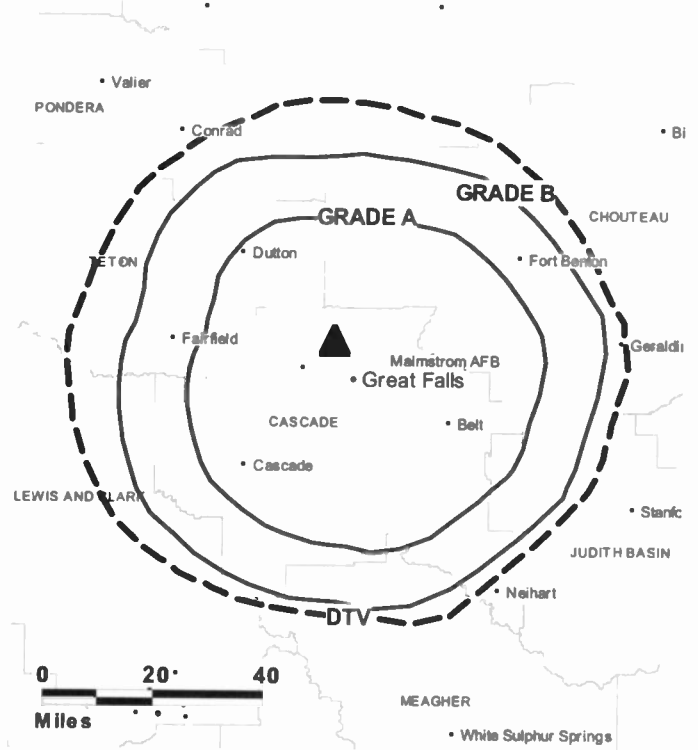 Valier
PONDERA
Conrad
Bi
GRADE B
GRADE A
CHOUTEAU
Dutton
TETON
Fort Benton
Fairfield
Geraldi
Malmstrom AFB
Great Falls
CASCADE
Belt
Cascade
LEWIS AND CLARK
Stanfc
JUDITH BASIN
Neihart
DTV
0 20 40
Miles
MEAGHER
White Sulphur Springs